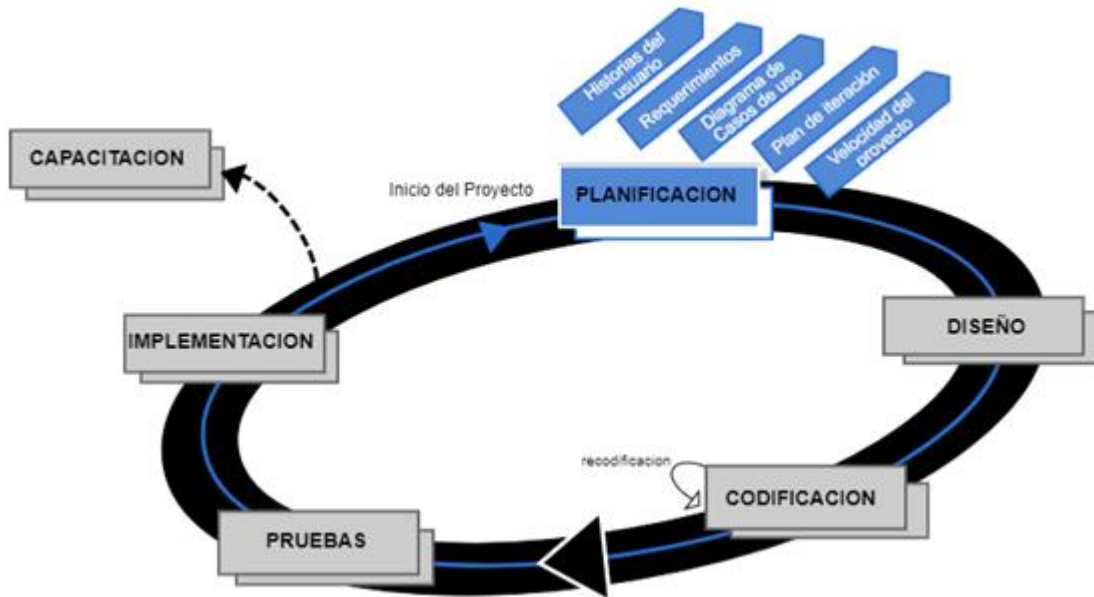 Historias del
usuario
Requerimientos
Diagrama de
Casos de uso
Plan de iteración
Velocidad del
proyecto
CAPACITACION
Inicio del Proyecto
PLANIFICACION
IMPLEMENTACION
DISEÑO
recodificacion
CODIFICACION
PRUEBAS